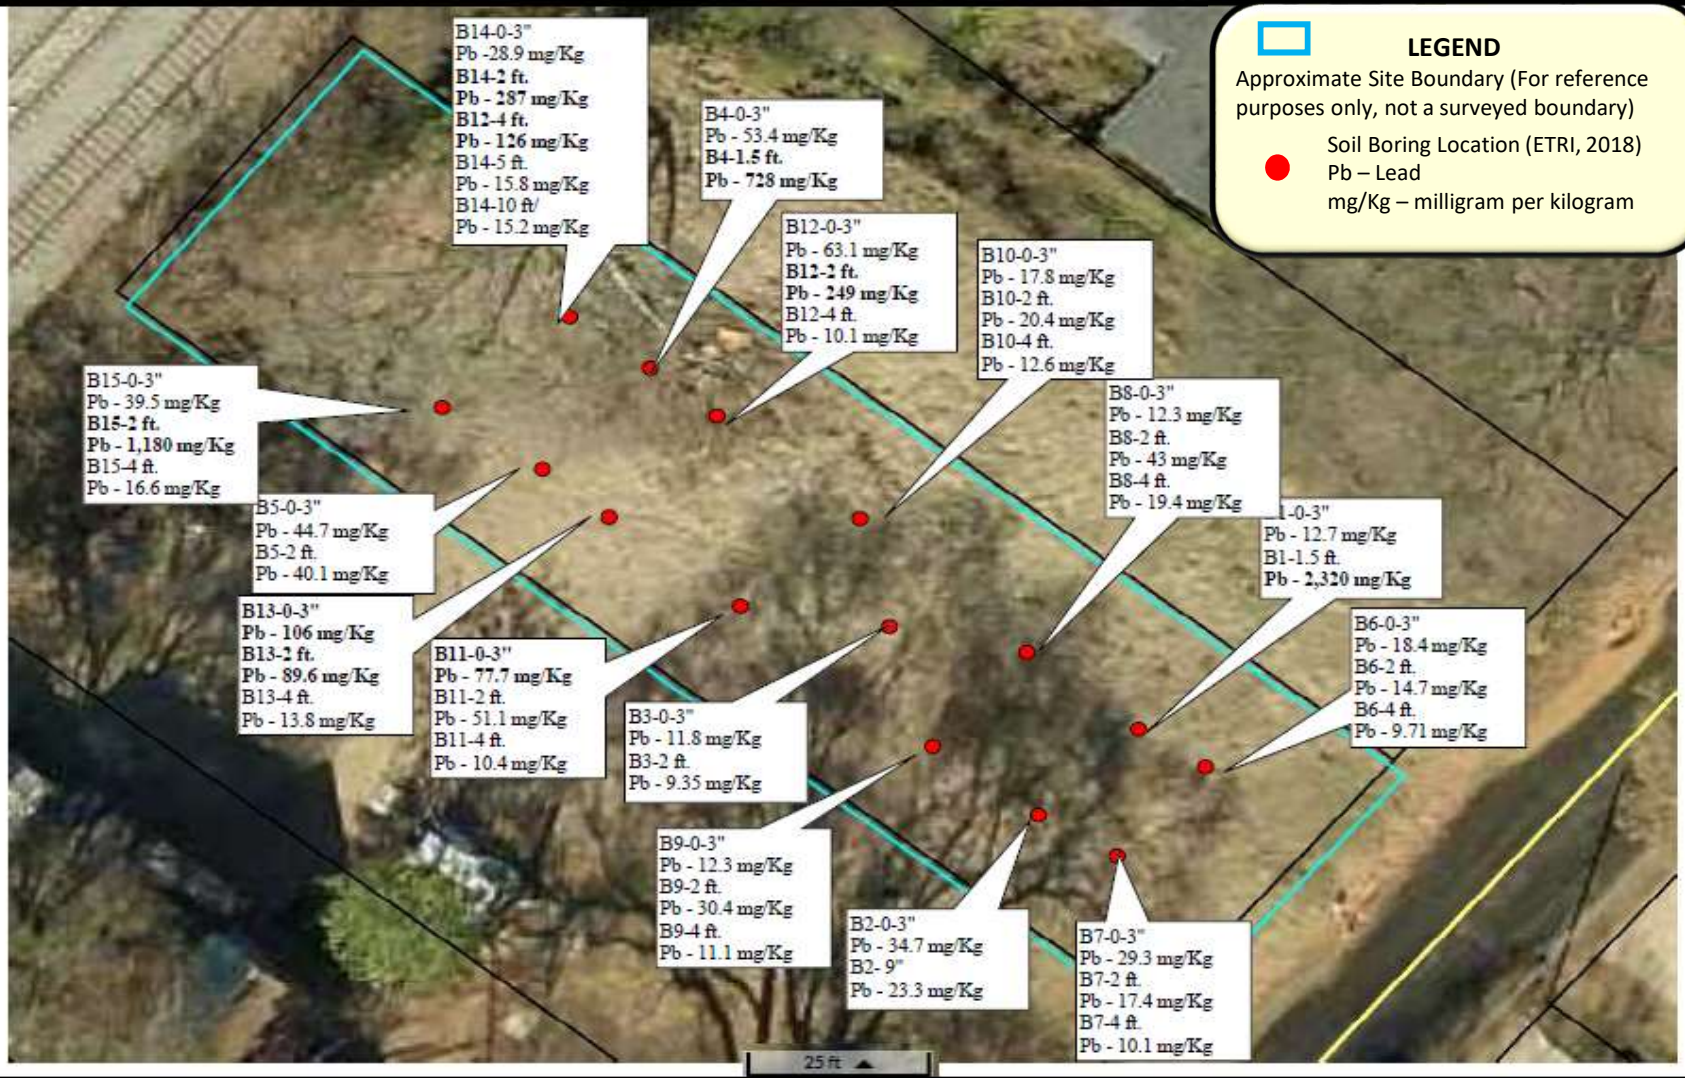 LEGEND
Approximate Site Boundary (For reference
purposes only, not a surveyed boundary)
Soil Boring Location (ETRI, 2018)
Pb – Lead
mg/Kg – milligram per kilogram
B14-0-3"
Pb -28.9 mg/Kg
B14-2 ft.
Pb - 287 mg/Kg
B12-4 ft.
Pb - 126 mg/Kg
B14-5 ft.
Pb - 15.8 mg/Kg
B14-10 ft/
Pb - 15.2 mg/Kg
B4-0-3"
Pb - 53.4 mg/Kg
B4-1.5 ft.
Pb - 728 mg/Kg
B12-0-3"
Pb - 63.1 mg/Kg
B12-2 ft.
Pb - 249 mg/Kg
B12-4 ft.
Pb - 10.1 mg/Kg
B10-0-3"
Pb - 17.8 mg/Kg
B10-2 ft.
Pb - 20.4 mg/Kg
B10-4 ft.
Pb - 12.6 mg/Kg
B8-0-3"
Pb - 12.3 mg/Kg
B8-2 ft.
Pb - 43 mg/Kg
B8-4 ft.
Pb - 19.4 mg/Kg
1-0-3"
Pb - 12.7 mg/Kg
B1-1.5 ft.
Pb - 2,320 mg/Kg
B6-0-3"
Pb - 18.4 mg/Kg
B6-2 ft.
Pb - 14.7 mg/Kg
B6-4 ft.
Pb - 9.71 mg/Kg
B15-0-3"
Pb - 39.5 mg/Kg
B15-2 ft.
Pb - 1,180 mg/Kg
B15-4 ft.
Pb - 16.6 mg/Kg
B5-0-3"
Pb - 44.7 mg/Kg
B5-2 ft.
Pb - 40.1 mg/Kg
B13-0-3"
Pb - 106 mg/Kg
B13-2 ft.
Pb - 89.6 mg/Kg
B13-4 ft.
Pb - 13.8 mg/Kg
B11-0-3"
Pb - 77.7 mg/Kg
B11-2 ft.
Pb - 51.1 mg/Kg
B11-4 ft.
Pb - 10.4 mg/Kg
B3-0-3"
Pb - 11.8 mg/Kg
B3-2 ft.
Pb - 9.35 mg/Kg
B9-0-3"
Pb - 12.3 mg/Kg
B9-2 ft.
Pb - 30.4 mg/Kg
B9-4 ft.
Pb - 11.1 mg/Kg
B2-0-3"
Pb - 34.7 mg/Kg
B2- 9"
Pb - 23.3 mg/Kg
B7-0-3"
Pb - 29.3 mg/Kg
B7-2 ft.
Pb - 17.4 mg/Kg
B7-4 ft.
Pb - 10.1 mg/Kg
25 ft